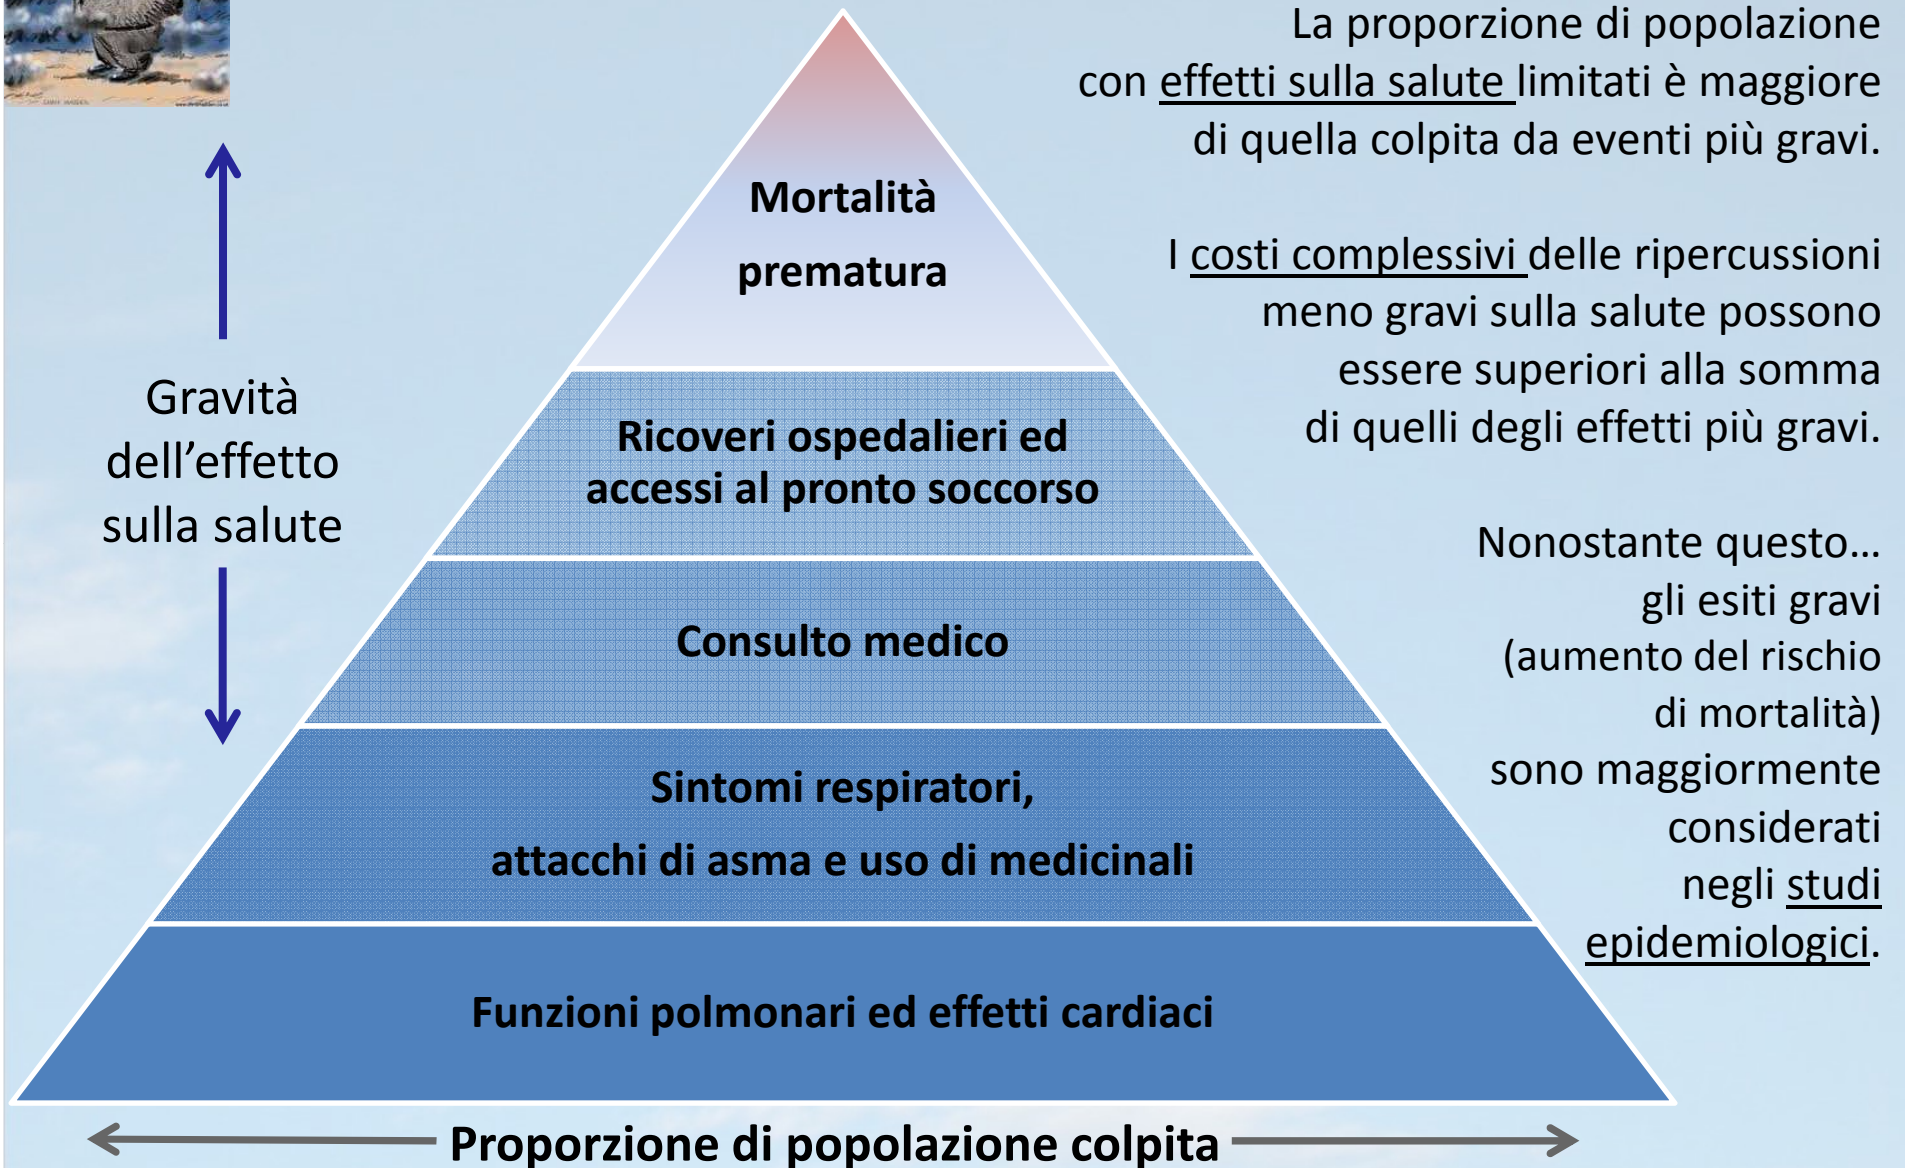 La proporzione di popolazione
con effetti sulla salute limitati è maggiore
di quella colpita da eventi più gravi.
I costi complessivi delle ripercussioni
meno gravi sulla salute possono
essere superiori alla somma
di quelli degli effetti più gravi.
Nonostante questo…
gli esiti gravi
(aumento del rischio
di mortalità)
sono maggiormente
considerati
negli studi
epidemiologici.
Gravità
dell’effetto
sulla salute
Mortalità
prematura
Ricoveri ospedalieri ed
accessi al pronto soccorso
Consulto medico
Sintomi respiratori,
attacchi di asma e uso di medicinali
Funzioni polmonari ed effetti cardiaci
Proporzione di popolazione colpita